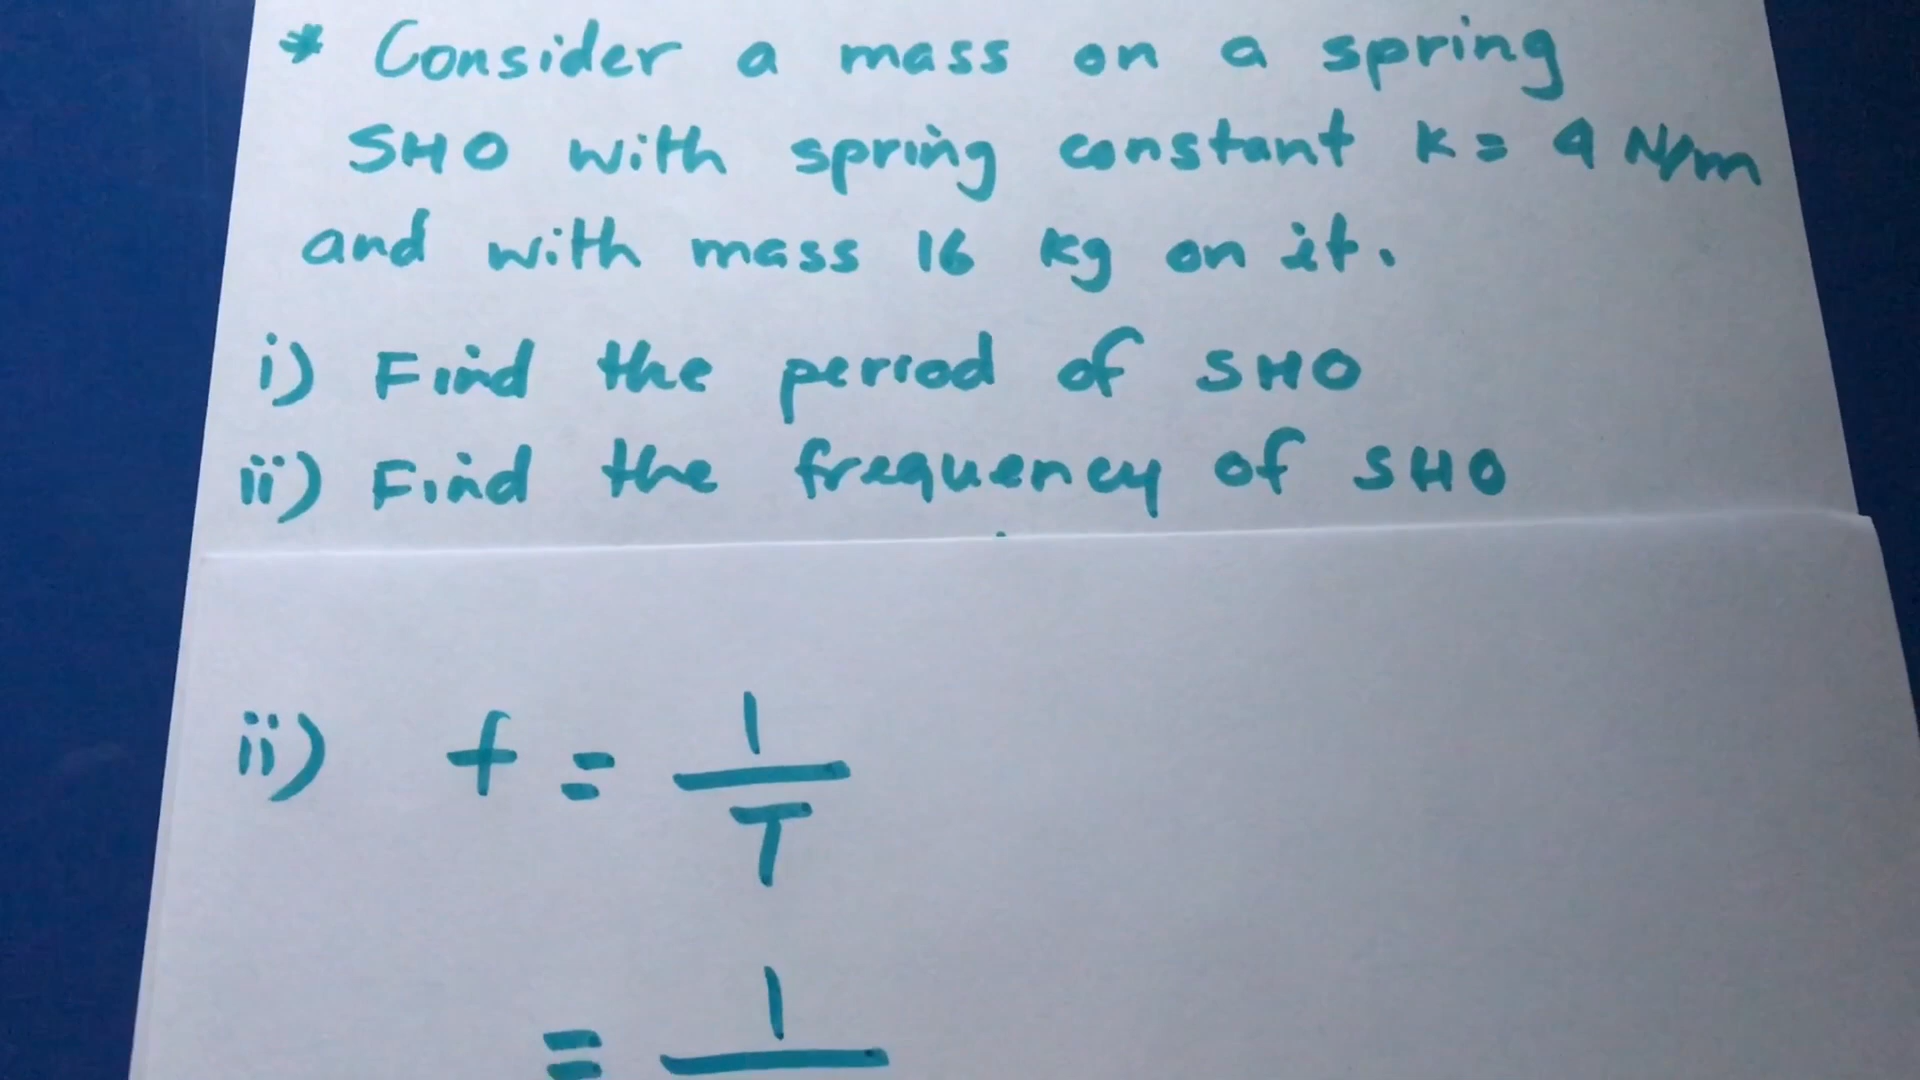 * Consider a mass on a spring
SHO with spring constant k = 4 N/m
and with mass 16 kg on it.
i) Find the period of SHO
ii) Find the frequency of SHO
ii) f = 1/T
= 1